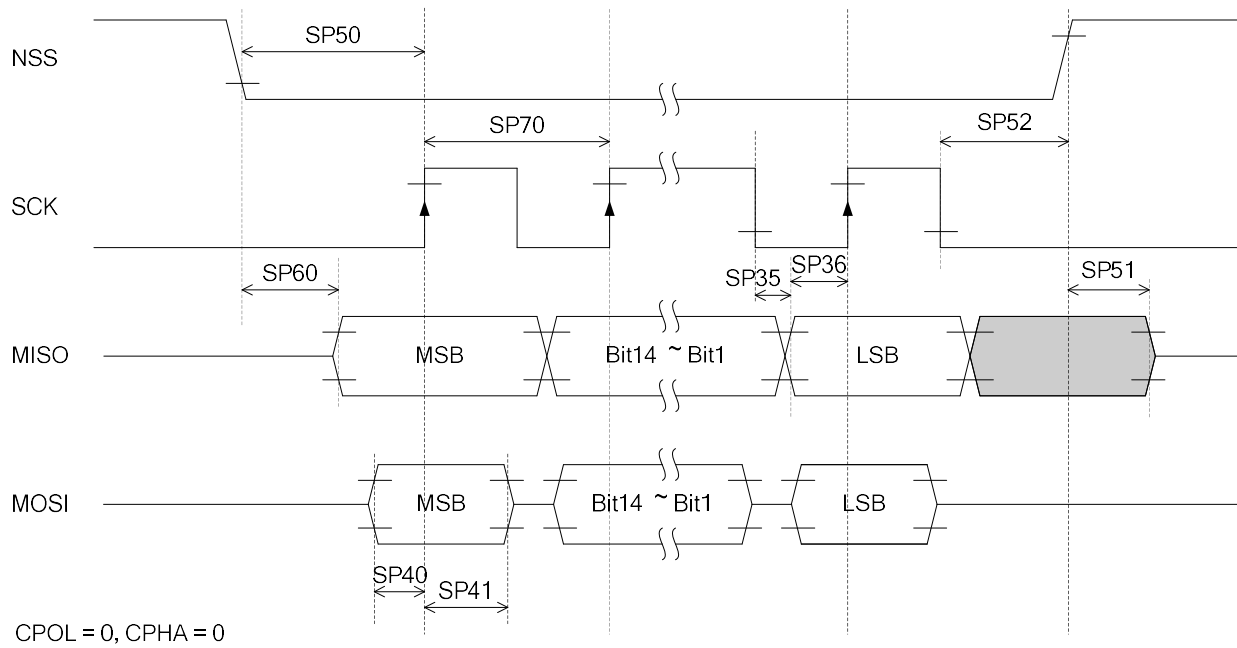 NSS
SP50
SP70
SP52
SCK
SP60
SP35
SP36
SP51
MISO
MSB
Bit14 ~ Bit1
LSB
MOSI
MSB
Bit14 ~ Bit1
LSB
SP40
SP41
CPOL = 0, CPHA = 0